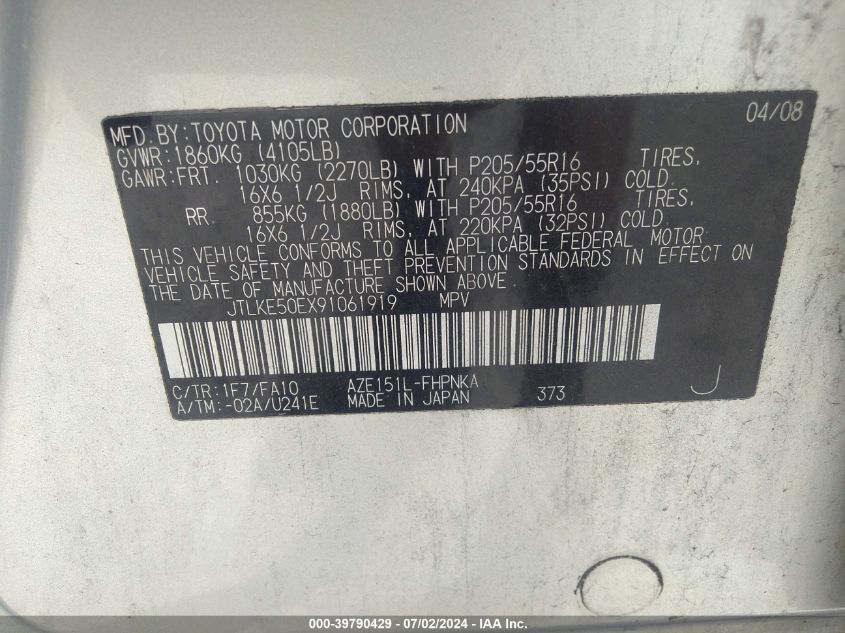 MFD. BY: TOYOTA MOTOR CORPORATION 04/08
GVWR: 1860KG (4105LB)
GAWR: FRT. 1030KG (2270LB) WITH P205/55R16 TIRES,
16X6 1/2J RIMS, AT 240KPA (35PSI) COLD.
RR. 855KG (1880LB) WITH P205/55R16 TIRES,
16X6 1/2J RIMS, AT 220KPA (32PSI) COLD.
THIS VEHICLE CONFORMS TO ALL APPLICABLE FEDERAL MOTOR
VEHICLE SAFETY AND THEFT PREVENTION STANDARDS IN EFFECT ON
THE DATE OF MANUFACTURE SHOWN ABOVE.
JTLKE50EX91061919 MPV
C/TR: 1F7/FA10 AZE151L-FHPNKA
A/TM: -02A/U241E MADE IN JAPAN 373 J
000-39790429 - 07/02/2024 - IAA Inc.